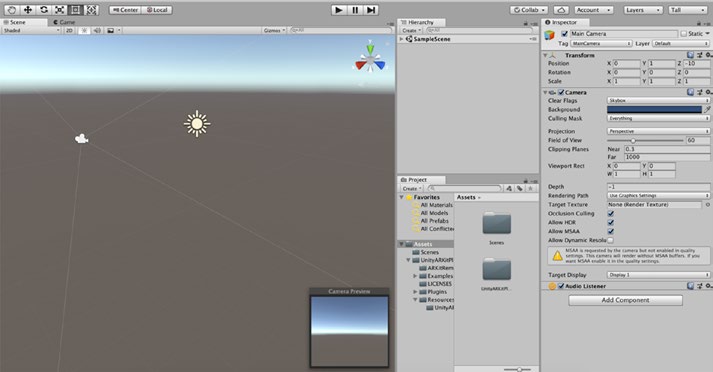 Center Local
Collab Account Layers Tall
Scene Game
Shaded 2D Gizmos All
x y z
Camera Preview
Hierarchy
Create All
SampleScene
Project
Create
Favorites
All Materials
All Models
All Prefabs
All Conflicted
Assets
Scenes
UnityARKitPl
ARKitRem
Examples
LICENSES
Plugins
Resources
UnityAR
Assets
Scenes
UnityARKitPl...
Inspector
Main Camera Static
Tag MainCamera Layer Default
Transform
Position X 0 Y 1 Z -10
Rotation X 0 Y 0 Z 0
Scale X 1 Y 1 Z 1
Camera
Clear Flags Skybox
Background
Culling Mask Everything
Projection Perspective
Field of View 60
Clipping Planes Near 0.3
Far 1000
Viewport Rect X 0 Y 0
W 1 H 1
Depth -1
Rendering Path Use Graphics Settings
Target Texture None (Render Texture)
Occlusion Culling
Allow HDR
Allow MSAA
Allow Dynamic Resolu
MSAA is requested by the camera but not enabled in quality
settings. This camera will render without MSAA buffers. If you
want MSAA enable it in the quality settings.
Target Display Display 1
Audio Listener
Add Component